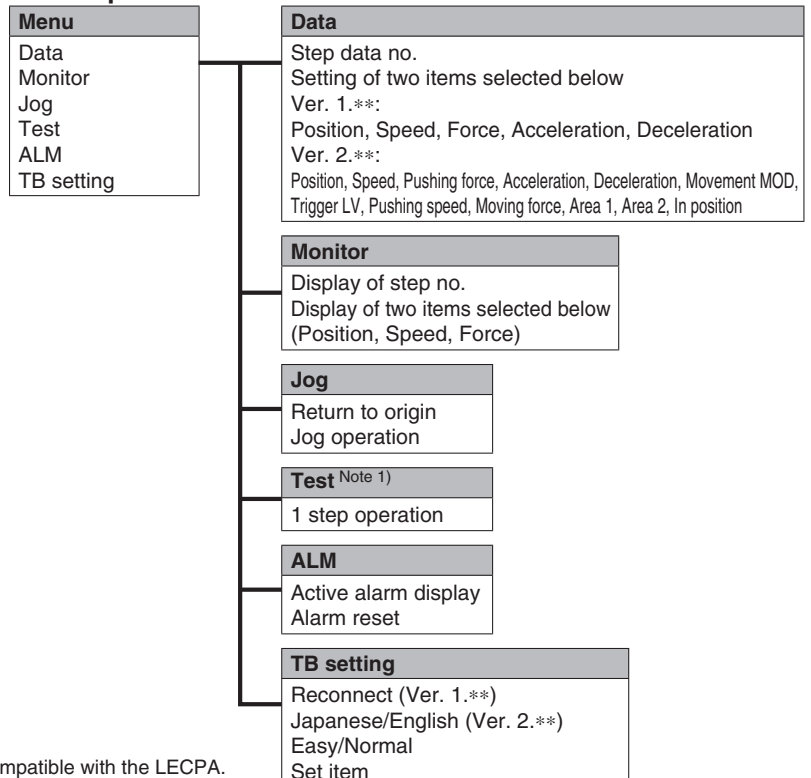 Menu
Data
Monitor
Jog
Test
ALM
TB setting
Data
Step data no.
Setting of two items selected below
Ver. 1.**:
Position, Speed, Force, Acceleration, Deceleration
Ver. 2.**:
Position, Speed, Pushing force, Acceleration, Deceleration, Movement MOD,
Trigger LV, Pushing speed, Moving force, Area 1, Area 2, In position
Monitor
Display of step no.
Display of two items selected below
(Position, Speed, Force)
Jog
Return to origin
Jog operation
Test Note 1)
1 step operation
ALM
Active alarm display
Alarm reset
TB setting
Reconnect (Ver. 1.**)
Japanese/English (Ver. 2.**)
Easy/Normal
Set item
mpatible with the LECPA.